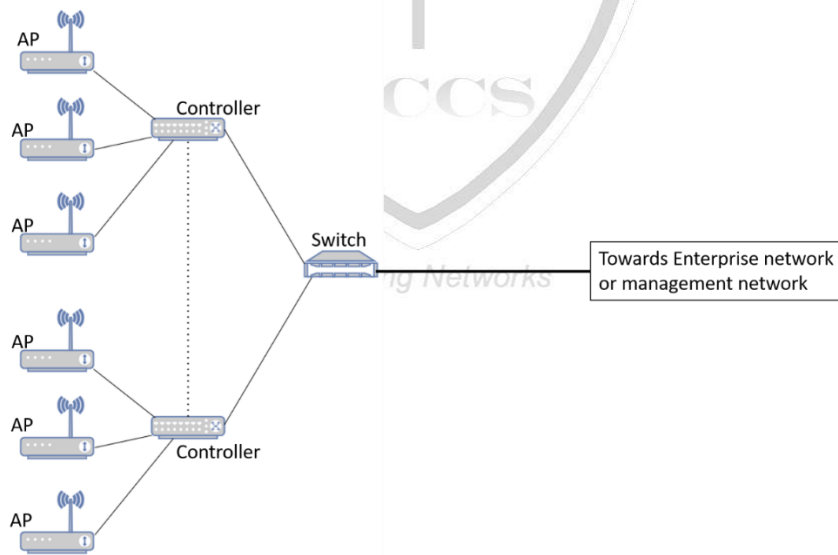 AP
Controller
AP
CCS
AP
Switch
Towards Enterprise network
or management network
ng Networks
AP
AP
Controller
AP